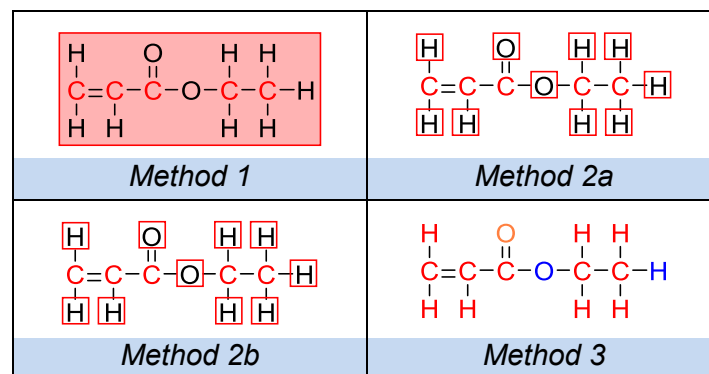 H O H H
C=C–C–O–C–C–H
H H H H
Method 1
H O H H
C=C–C–O–C–C–H
H H H H
Method 2a
H O H H
C=C–C–O–C–C–H
H H H H
Method 2b
H O H H
C=C–C–O–C–C–H
H H H H
Method 3